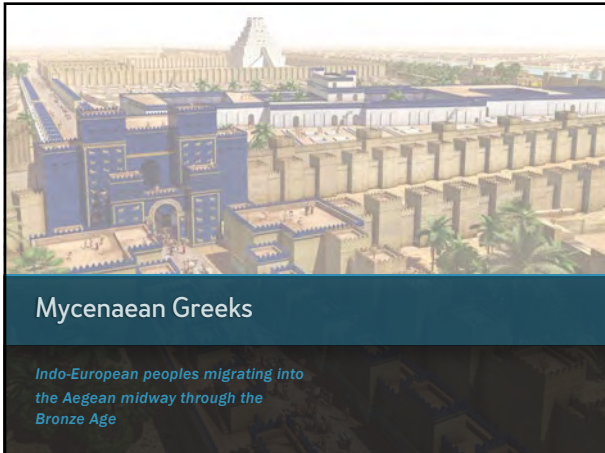 Mycenaean Greeks
Indo-European peoples migrating into
the Aegean midway through the
Bronze Age